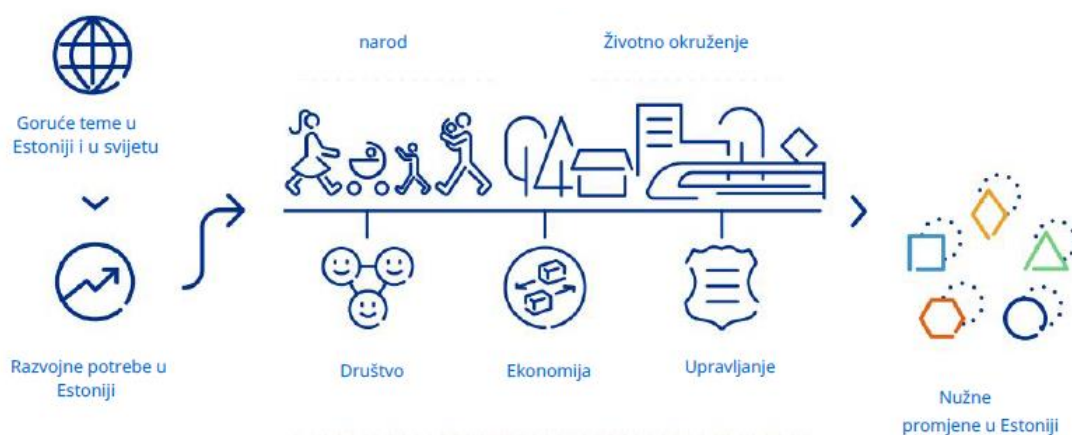 Goruće teme u
Estoniji i u svijetu
Razvojne potrebe u
Estoniji
narod
Životno okruženje
Društvo
Ekonomija
Upravljanje
Nužne
promjene u Estoniji